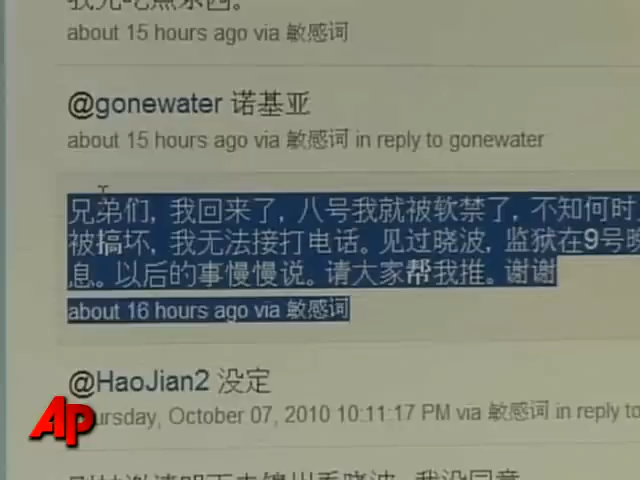 about 15 hours ago via 敏感词
@gonewater 诺基亚
about 15 hours ago via 敏感词 in reply to gonewater
兄弟们, 我回来了, 八号我就被软禁了, 不知何时
被搞坏, 我无法接打电话。见过晓波, 监狱在9号晚
息。以后的事慢慢说。请大家帮我推。谢谢
about 16 hours ago via 敏感词
@HaoJian2 没定
ursday, October 07, 2010 10:11:17 PM via 敏感词 in reply to
AP
我没同意